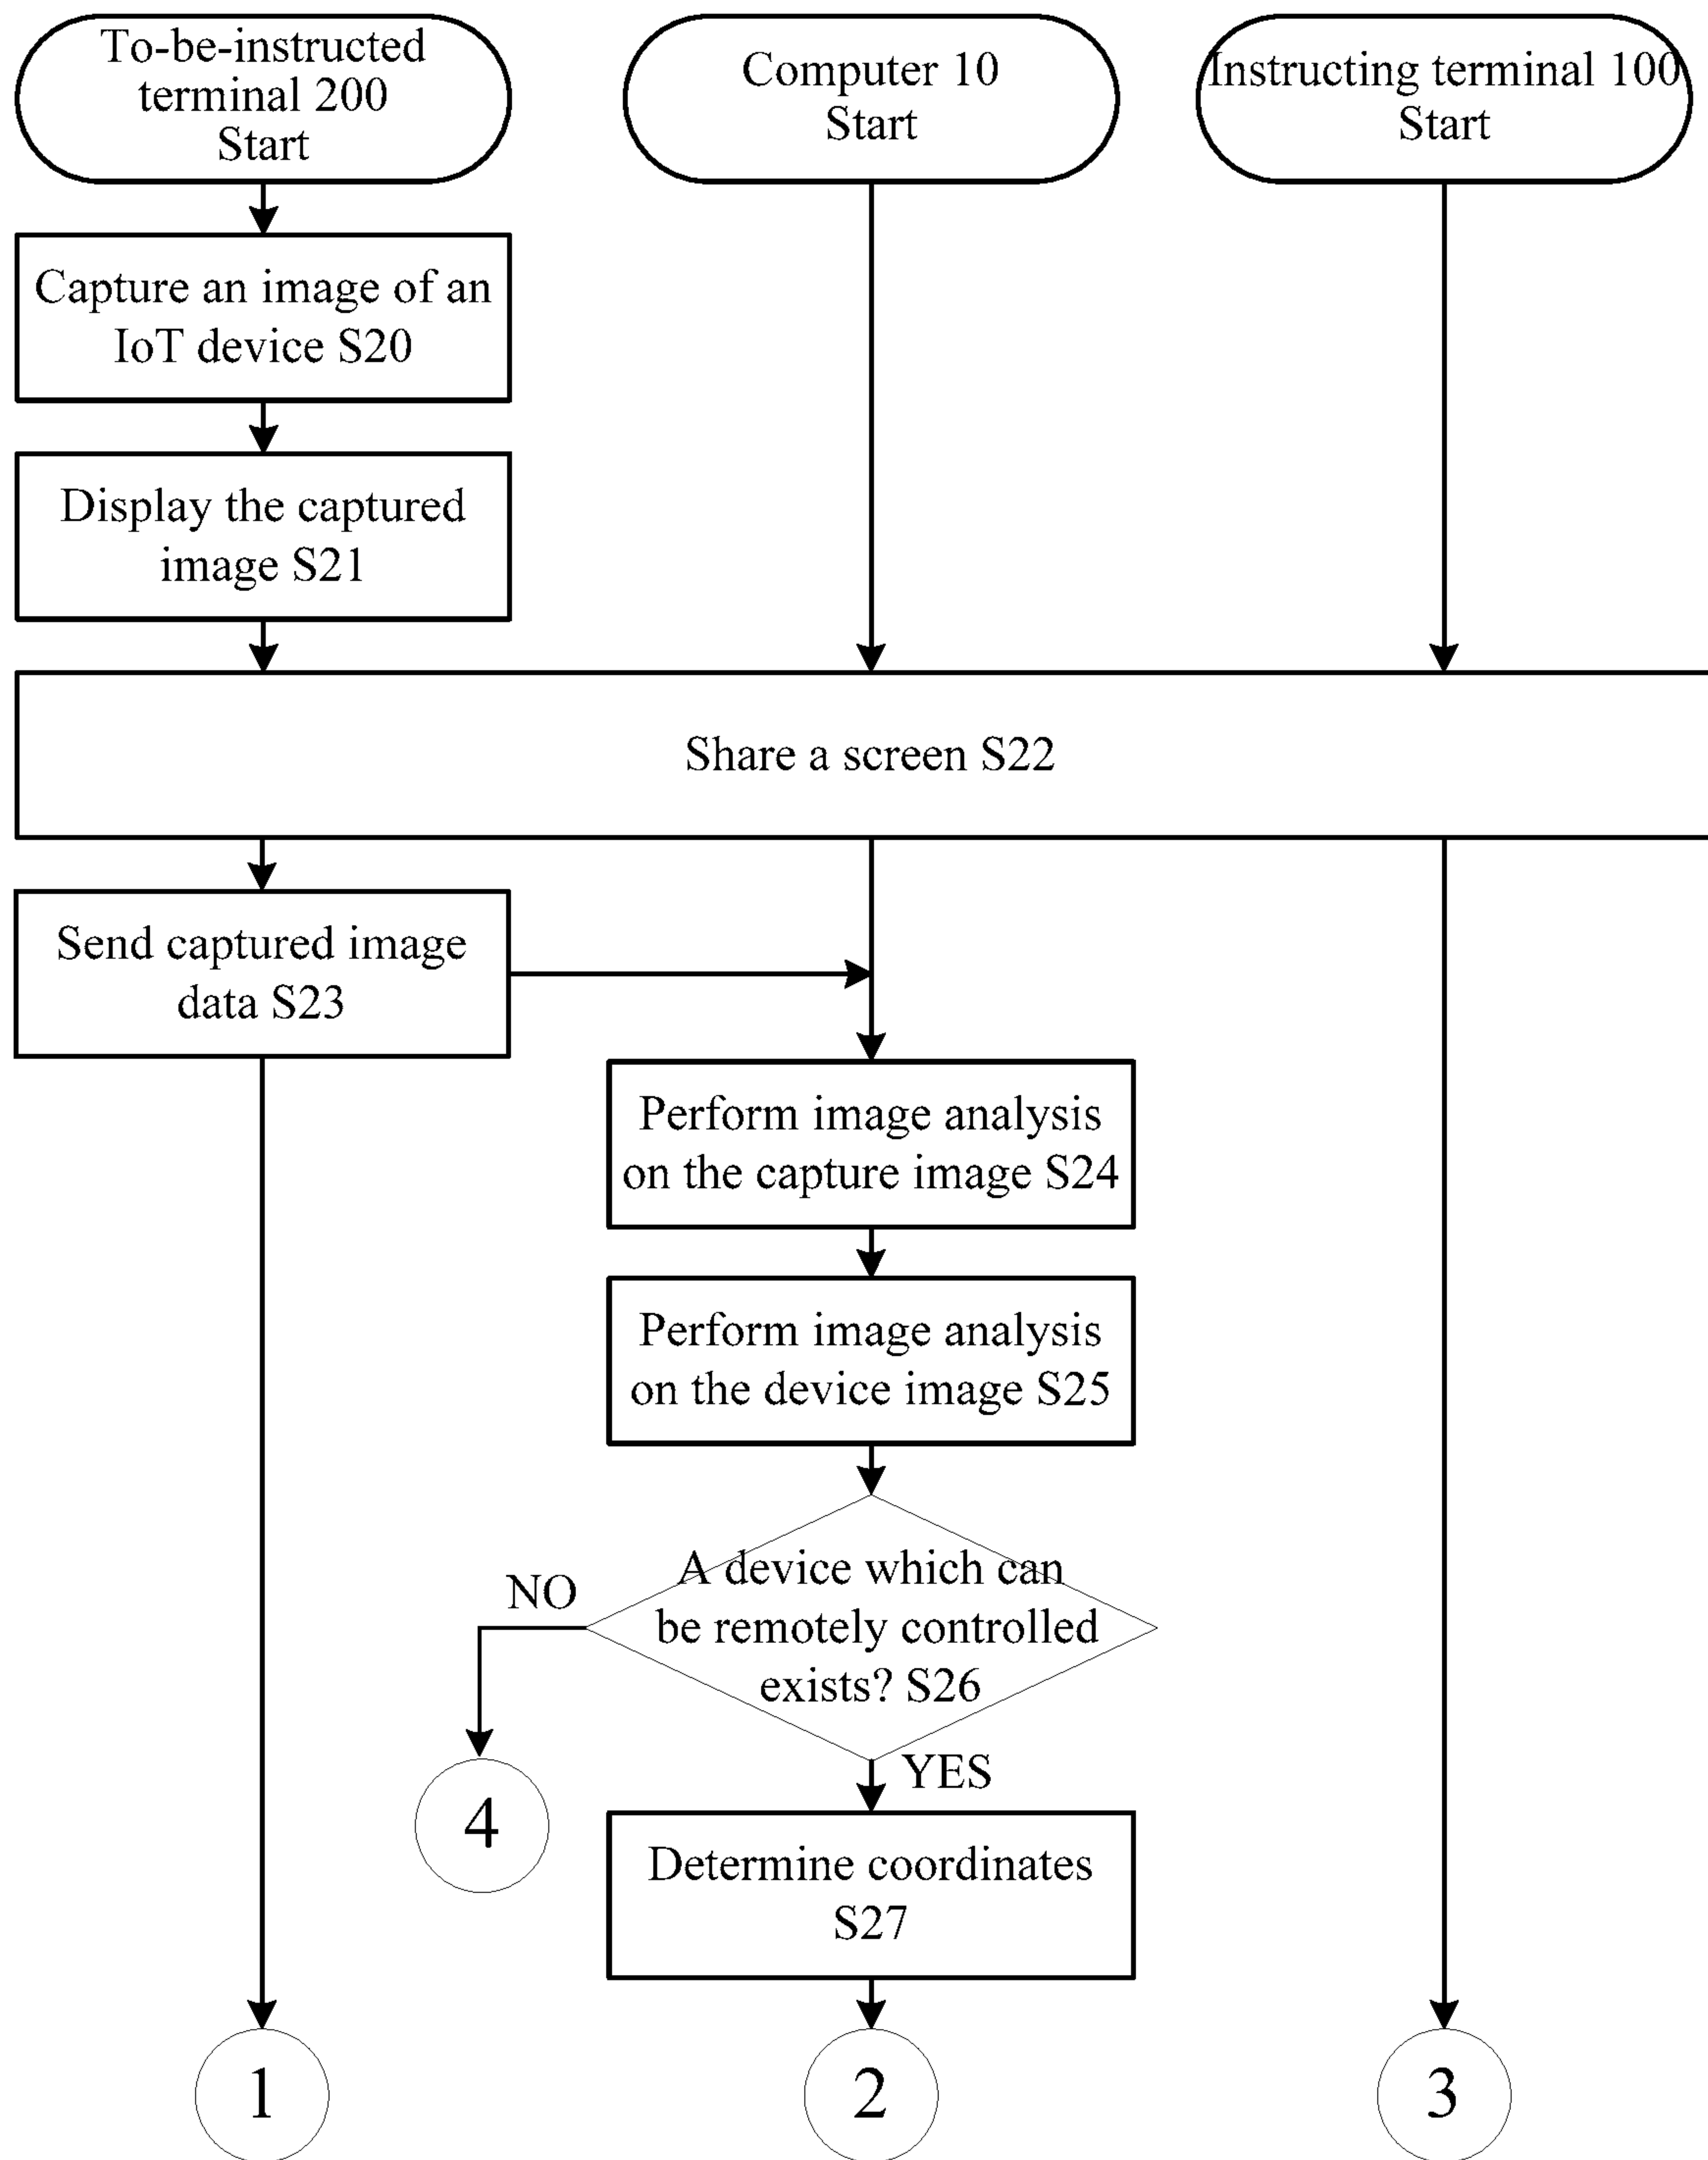 To-be-instructed
terminal 200
Start
Computer 10
Start
Instructing terminal 100
Start
Capture an image of an
IoT device S20
Display the captured
image S21
Share a screen S22
Send captured image
data S23
Perform image analysis
on the capture image S24
Perform image analysis
on the device image S25
A device which can
be remotely controlled
exists? S26
NO
YES
4
Determine coordinates
S27
1
2
3